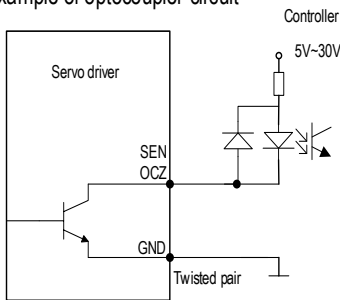 example of optocoupler circuit
Controller
5V~30V
Servo driver
SEN
OCZ
GND
Twisted pair